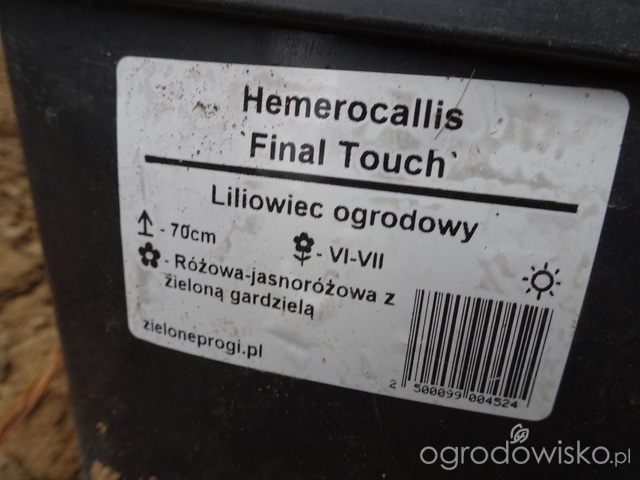 Hemerocallis
`Final Touch`
Liliowiec ogrodowy
- 70cm
- VI-VII
- Różowa-jasnoróżowa z
zieloną gardzielą
zieloneprogi.pl
2 500099 004524
ogrodowisko.pl